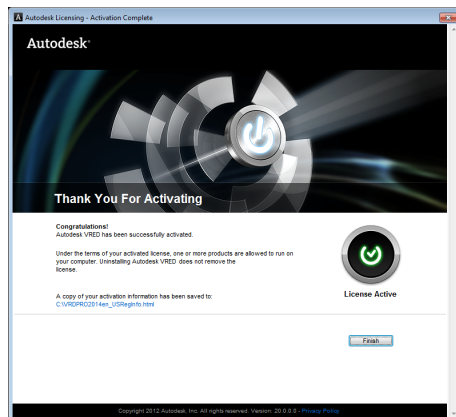 Autodesk Licensing - Activation Complete
Autodesk
Thank You For Activating
Congratulations!
Autodesk VRED has been successfully activated.
Under the terms of your activated license, one or more products are allowed to run on
your computer. Uninstalling Autodesk VRED does not remove the
license.
A copy of your activation information has been saved to:
C:\VRDPRO2014en_USRegInfo.html
License Active
Finish
Copyright 2012 Autodesk, Inc. All rights reserved. Version: 20.0.0.0 - Privacy Policy